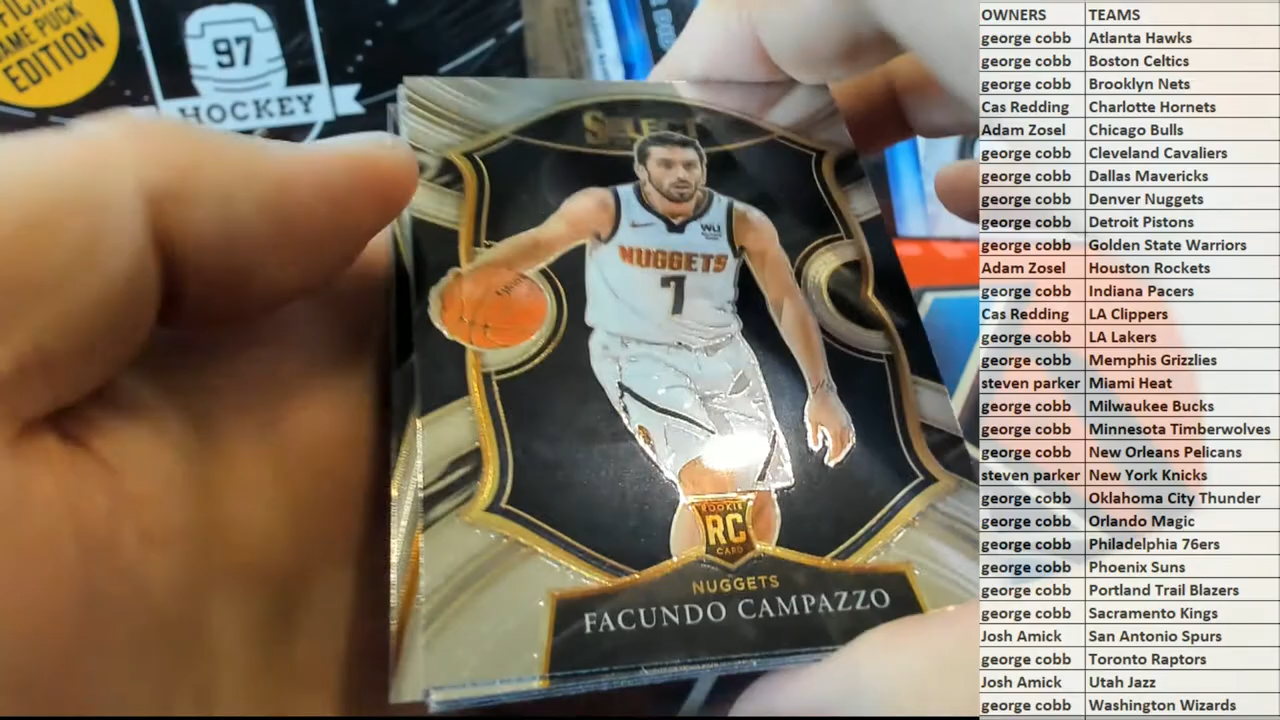 GAME PUCK
EDITION
97
HOCKEY
SELECT
WLI
NUGGETS
7
ROOKIE
RC
CARD
NUGGETS
FACUNDO CAMPAZZO
OWNERS TEAMS
george cobb Atlanta Hawks
george cobb Boston Celtics
george cobb Brooklyn Nets
Cas Redding Charlotte Hornets
Adam Zosel Chicago Bulls
george cobb Cleveland Cavaliers
george cobb Dallas Mavericks
george cobb Denver Nuggets
george cobb Detroit Pistons
george cobb Golden State Warriors
Adam Zosel Houston Rockets
george cobb Indiana Pacers
Cas Redding LA Clippers
george cobb LA Lakers
george cobb Memphis Grizzlies
steven parker Miami Heat
george cobb Milwaukee Bucks
george cobb Minnesota Timberwolves
george cobb New Orleans Pelicans
steven parker New York Knicks
george cobb Oklahoma City Thunder
george cobb Orlando Magic
george cobb Philadelphia 76ers
george cobb Phoenix Suns
george cobb Portland Trail Blazers
george cobb Sacramento Kings
Josh Amick San Antonio Spurs
george cobb Toronto Raptors
Josh Amick Utah Jazz
george cobb Washington Wizards